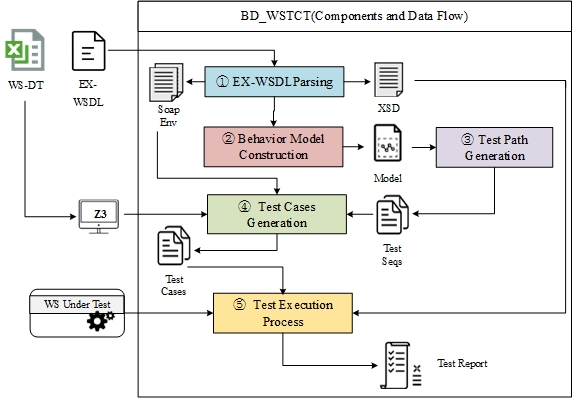 BD_WSTCT(Components and Data Flow)
WS-DT
EX-
WSDL
① EX-WSDLParsing
Soap
Env
XSD
② Behavior Model
Construction
Model
③ Test Path
Generation
Z3
④ Test Cases
Generation
Test
Seqs
Test
Cases
WS Under Test
⑤ Test Execution
Process
Test Report